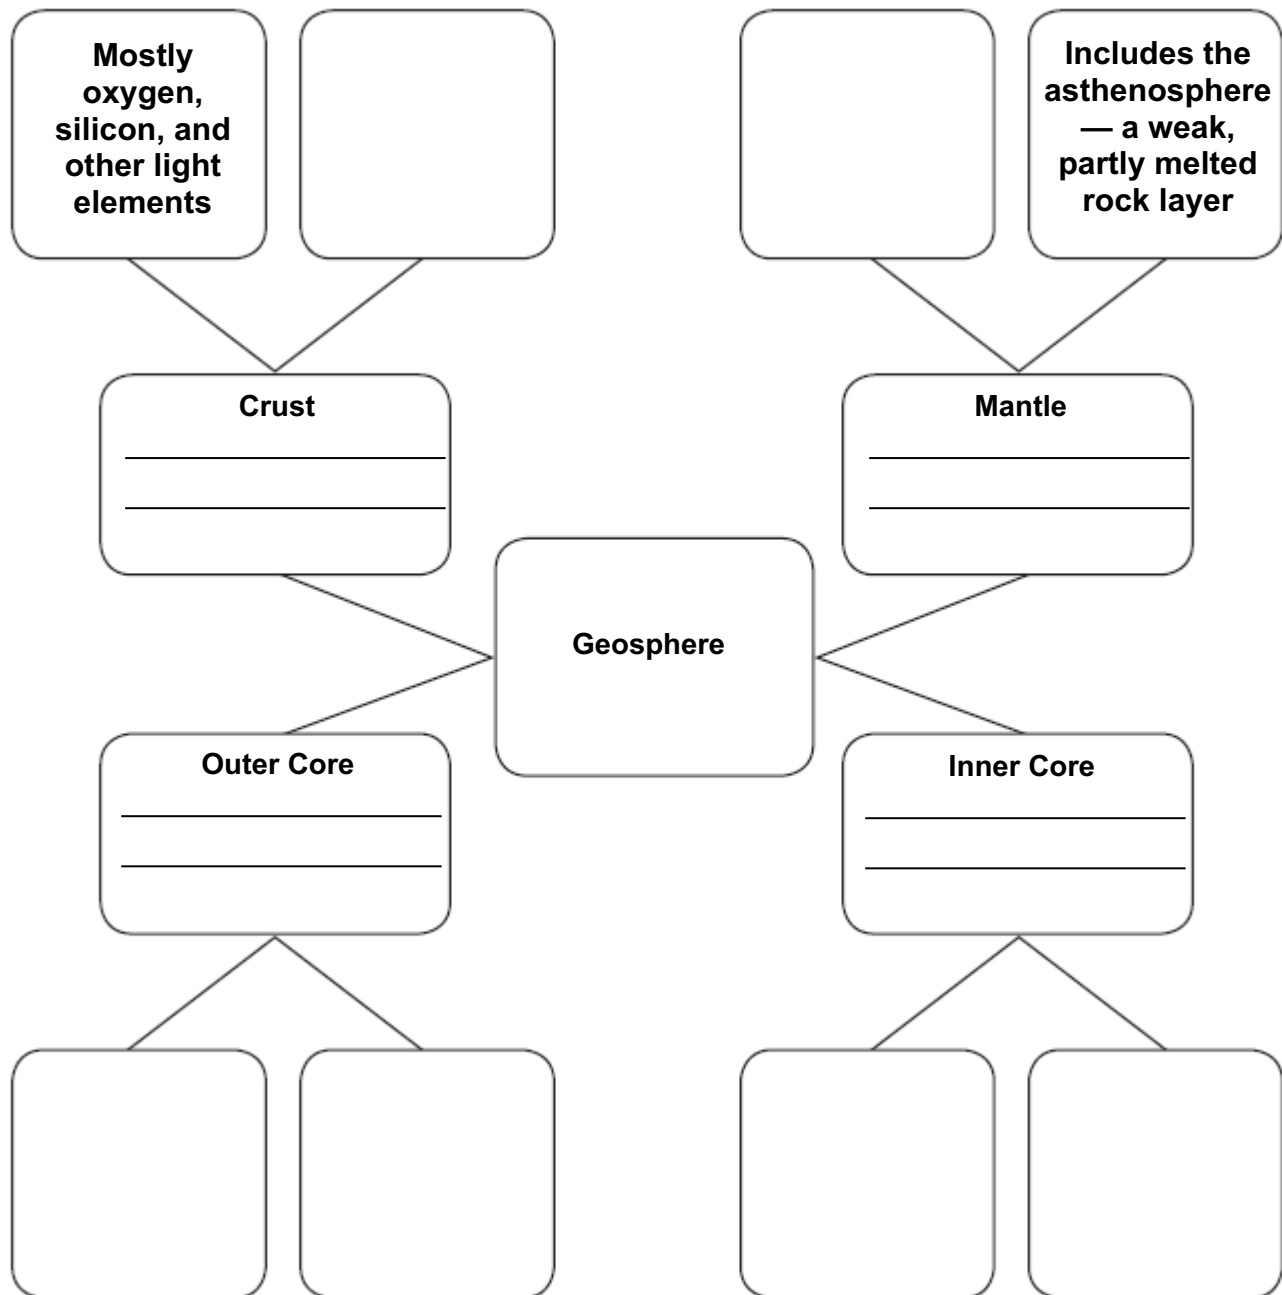 Mostly
oxygen,
silicon, and
other light
elements
Includes the
asthenosphere
— a weak,
partly melted
rock layer
Crust
Mantle
Geosphere
Outer Core
Inner Core